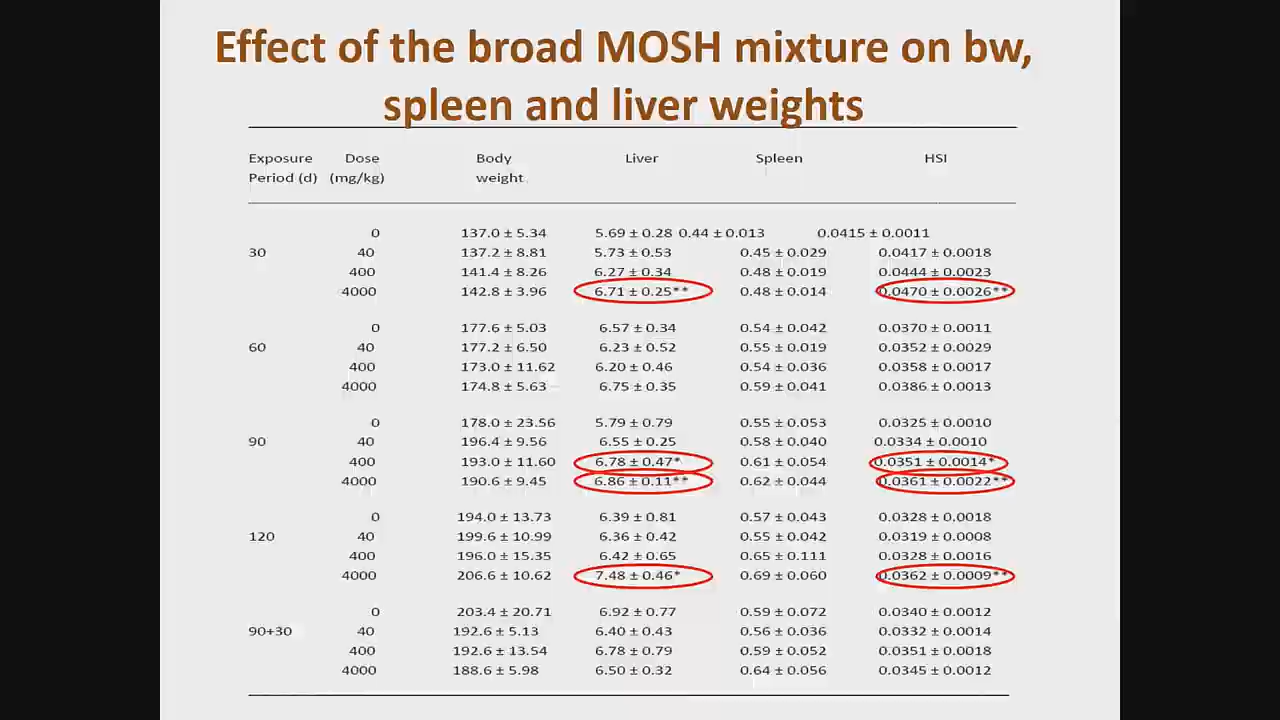 Effect of the broad MOSH mixture on bw,
spleen and liver weights
Exposure Dose Body Liver Spleen HSI
Period (d) (mg/kg) weight
0 137.0 ± 5.34 5.69 ± 0.28 0.44 ± 0.013 0.0415 ± 0.0011
30 40 137.2 ± 8.81 5.73 ± 0.53 0.45 ± 0.029 0.0417 ± 0.0018
400 141.4 ± 8.26 6.27 ± 0.34 0.48 ± 0.019 0.0444 ± 0.0023
4000 142.8 ± 3.96 6.71 ± 0.25** 0.48 ± 0.014 0.0470 ± 0.0026**
0 177.6 ± 5.03 6.57 ± 0.34 0.54 ± 0.042 0.0370 ± 0.0011
60 40 177.2 ± 6.50 6.23 ± 0.52 0.55 ± 0.019 0.0352 ± 0.0029
400 173.0 ± 11.62 6.20 ± 0.46 0.54 ± 0.036 0.0358 ± 0.0017
4000 174.8 ± 5.63 6.75 ± 0.35 0.59 ± 0.041 0.0386 ± 0.0013
0 178.0 ± 23.56 5.79 ± 0.79 0.55 ± 0.053 0.0325 ± 0.0010
90 40 196.4 ± 9.56 6.55 ± 0.25 0.58 ± 0.040 0.0334 ± 0.0010
400 193.0 ± 11.60 6.78 ± 0.47* 0.61 ± 0.054 0.0351 ± 0.0014*
4000 190.6 ± 9.45 6.86 ± 0.11** 0.62 ± 0.044 0.0361 ± 0.0022**
0 194.0 ± 13.73 6.39 ± 0.81 0.57 ± 0.043 0.0328 ± 0.0018
120 40 199.6 ± 10.99 6.36 ± 0.42 0.55 ± 0.042 0.0319 ± 0.0008
400 196.0 ± 15.35 6.42 ± 0.65 0.65 ± 0.111 0.0328 ± 0.0016
4000 206.6 ± 10.62 7.48 ± 0.46* 0.69 ± 0.060 0.0362 ± 0.0009**
0 203.4 ± 20.71 6.92 ± 0.77 0.59 ± 0.072 0.0340 ± 0.0012
90+30 40 192.6 ± 5.13 6.40 ± 0.43 0.56 ± 0.036 0.0332 ± 0.0014
400 192.6 ± 13.54 6.78 ± 0.79 0.59 ± 0.052 0.0351 ± 0.0018
4000 188.6 ± 5.98 6.50 ± 0.32 0.64 ± 0.056 0.0345 ± 0.0012